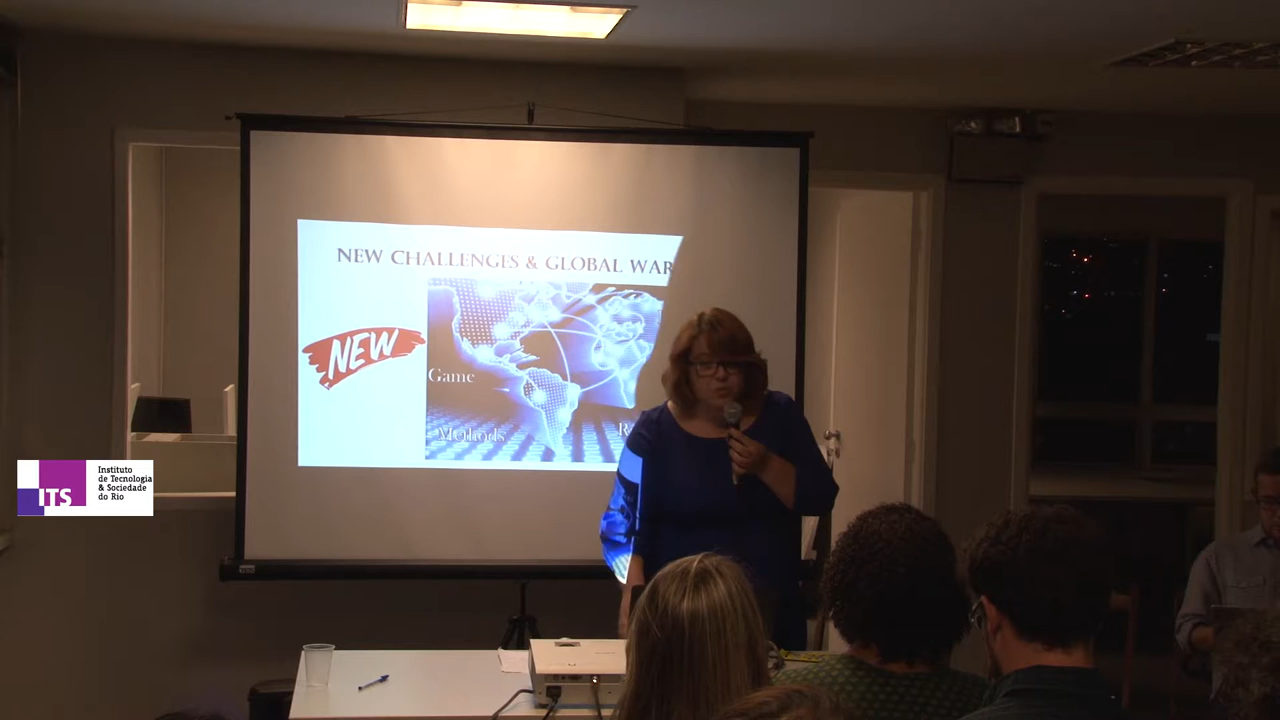 NEW CHALLENGES & GLOBAL WAR
NEW
Game
Methods
ITS
Instituto
de Tecnologia
& Sociedade
do Rio